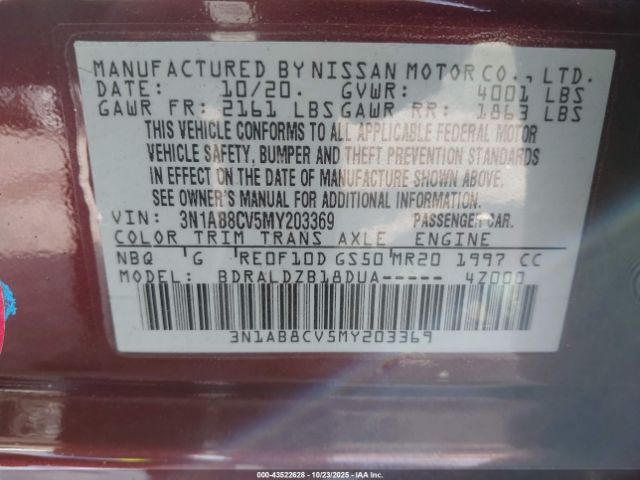 MANUFACTURED BY NISSAN MOTOR CO., LTD.
DATE: 10/20. GVWR: 4001 LBS
GAWR FR: 2161 LBS GAWR RR: 1863 LBS
THIS VEHICLE CONFORMS TO ALL APPLICABLE FEDERAL MOTOR
VEHICLE SAFETY, BUMPER AND THEFT PREVENTION STANDARDS
IN EFFECT ON THE DATE OF MANUFACTURE SHOWN ABOVE.
SEE OWNER'S MANUAL FOR ADDITIONAL INFORMATION.
VIN: 3N1AB8CV5MY203369 PASSENGER CAR.
COLOR TRIM TRANS AXLE ENGINE
NBQ G RE0F10D GS50 MR20 1997 CC
MODEL: BDRALDZB18DUA----- 4Z000
3N1AB8CV5MY203369
000-43522628 - 10/23/2025 - IAAI.COM